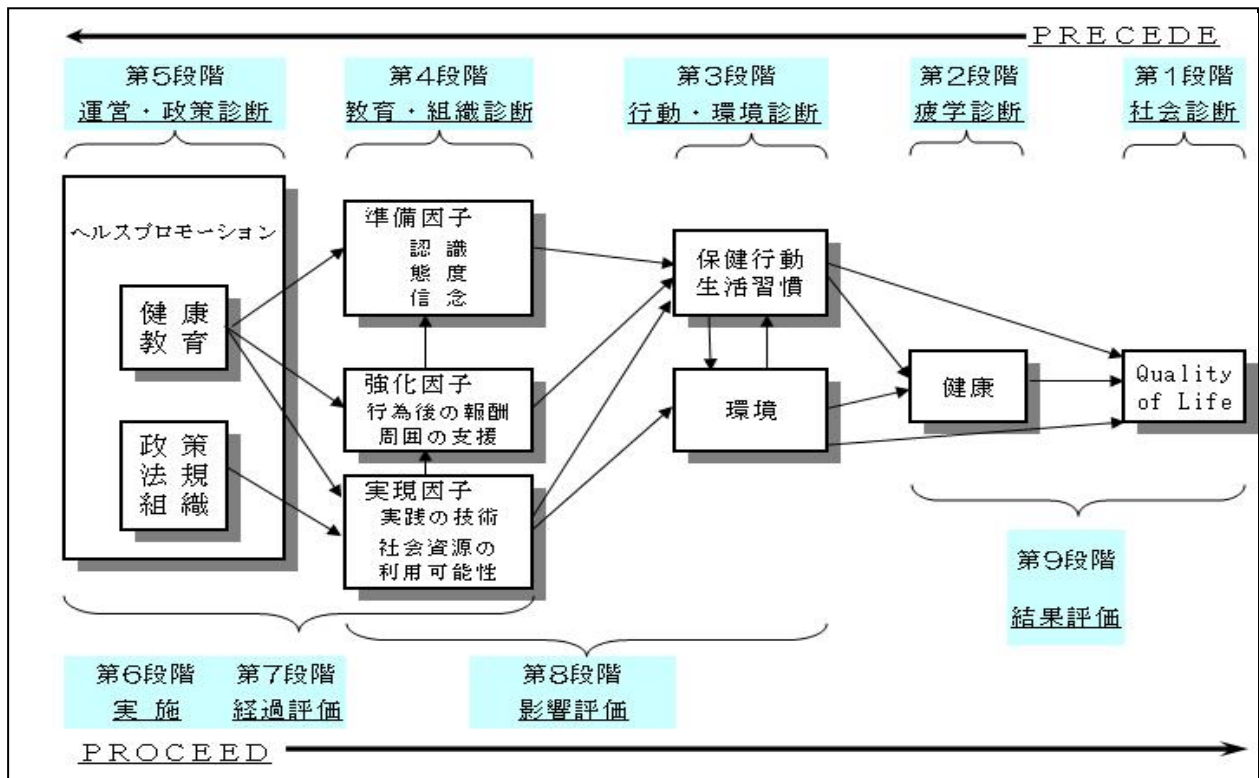 PRECEDE
第5段階
運営・政策診断
第4段階
教育・組織診断
第3段階
行動・環境診断
第2段階
疲学診断
第1段階
社会診断
ヘルスプロモーション
健康
教育
政策
法規
組織
準備因子
認識
態度
信念
強化因子
行為後の報酬
周囲の支援
実現因子
実践の技術
社会資源の
利用可能性
保健行動
生活習慣
環境
健康
Quality
of Life
第6段階
実施
第7段階
経過評価
第8段階
影響評価
第9段階
結果評価
PROCEED